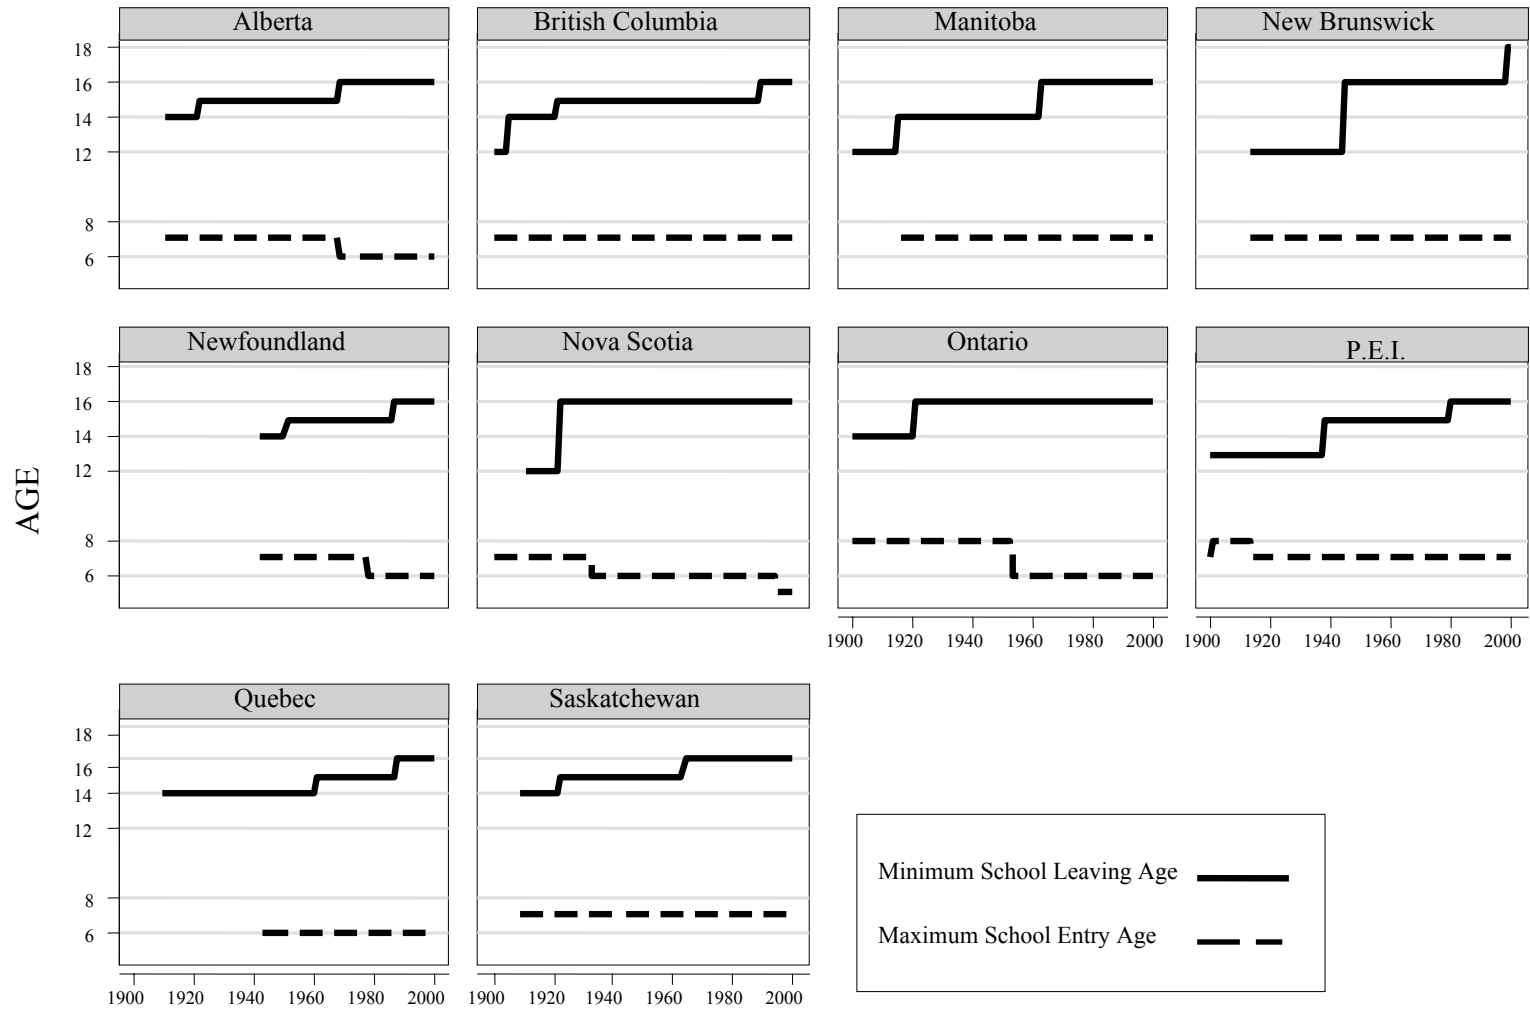 Alberta British Columbia Manitoba New Brunswick
18
16
14
12
8
6
Newfoundland Nova Scotia Ontario P.E.I.
18
16
14
12
8
6
AGE
1900 1920 1940 1960 1980 2000 1900 1920 1940 1960 1980 2000
Quebec Saskatchewan
18
16
14
12
8
6
Minimum School Leaving Age
Maximum School Entry Age
1900 1920 1940 1960 1980 2000 1900 1920 1940 1960 1980 2000